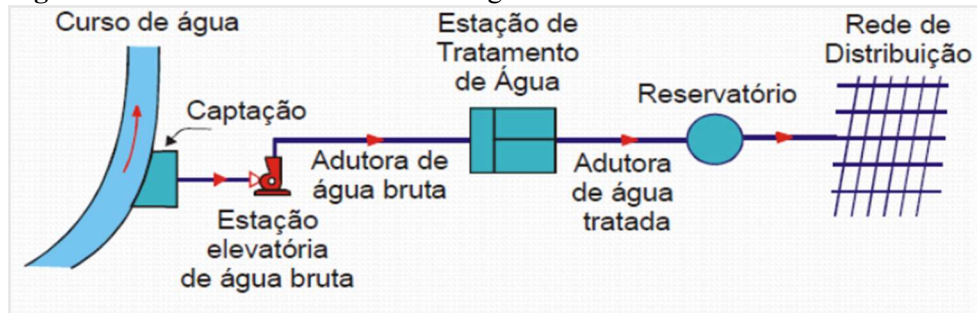 Curso de água
Captação
Estação
elevatória
de água bruta
Adutora de
água bruta
Estação de
Tratamento
de Água
Adutora
de água
tratada
Reservatório
Rede de
Distribuição